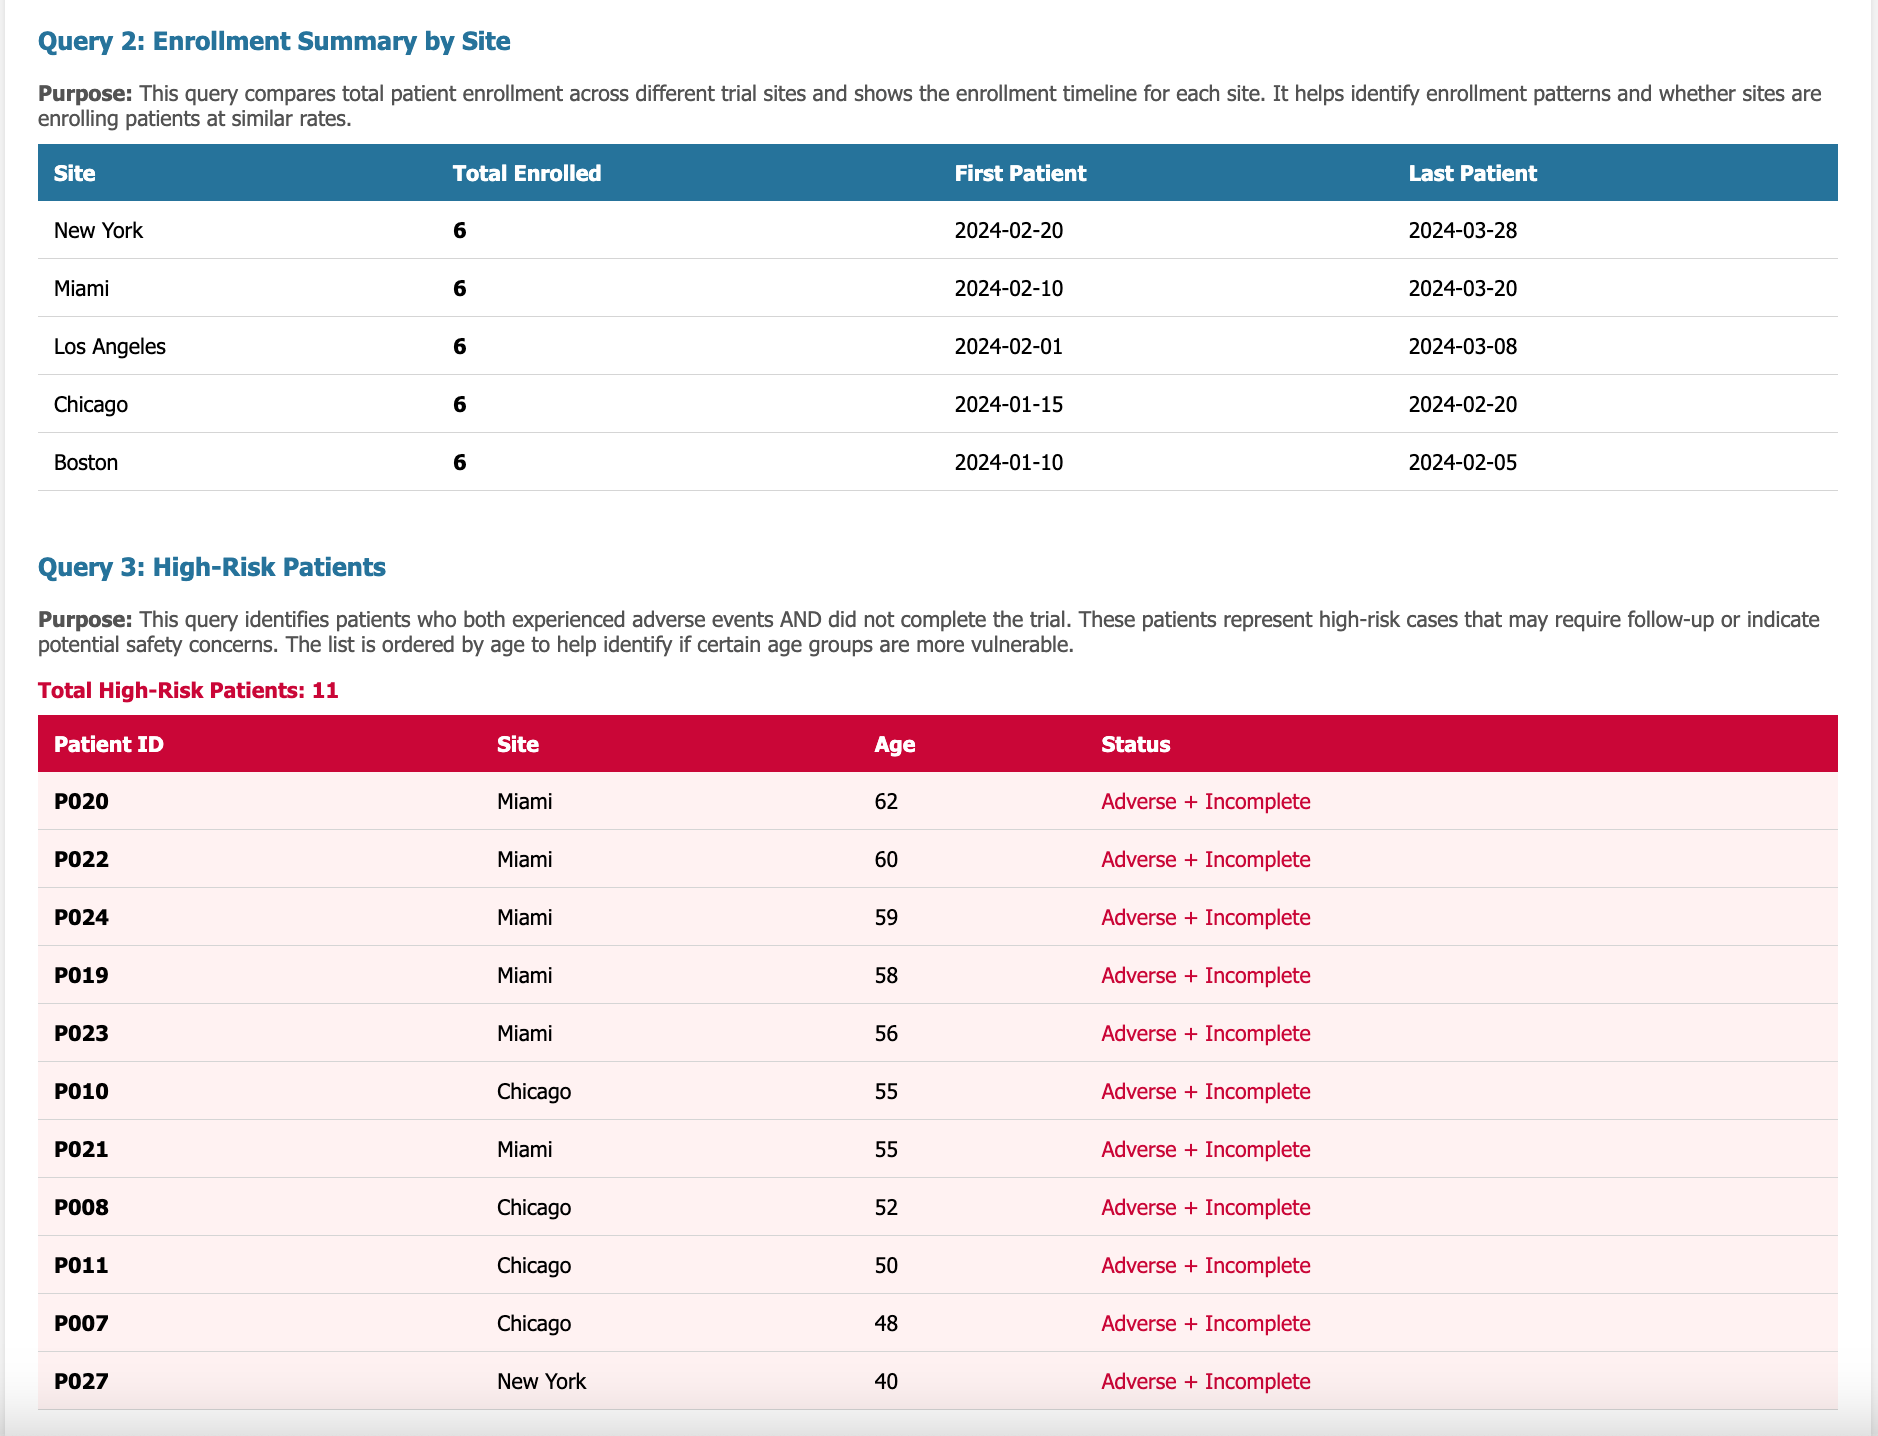 Query 2: Enrollment Summary by Site
Purpose: This query compares total patient enrollment across different trial sites and shows the enrollment timeline for each site. It helps identify enrollment patterns and whether sites are
enrolling patients at similar rates.
Site Total Enrolled First Patient Last Patient
New York 6 2024-02-20 2024-03-28
Miami 6 2024-02-10 2024-03-20
Los Angeles 6 2024-02-01 2024-03-08
Chicago 6 2024-01-15 2024-02-20
Boston 6 2024-01-10 2024-02-05
Query 3: High-Risk Patients
Purpose: This query identifies patients who both experienced adverse events AND did not complete the trial. These patients represent high-risk cases that may require follow-up or indicate
potential safety concerns. The list is ordered by age to help identify if certain age groups are more vulnerable.
Total High-Risk Patients: 11
Patient ID Site Age Status
P020 Miami 62 Adverse + Incomplete
P022 Miami 60 Adverse + Incomplete
P024 Miami 59 Adverse + Incomplete
P019 Miami 58 Adverse + Incomplete
P023 Miami 56 Adverse + Incomplete
P010 Chicago 55 Adverse + Incomplete
P021 Miami 55 Adverse + Incomplete
P008 Chicago 52 Adverse + Incomplete
P011 Chicago 50 Adverse + Incomplete
P007 Chicago 48 Adverse + Incomplete
P027 New York 40 Adverse + Incomplete